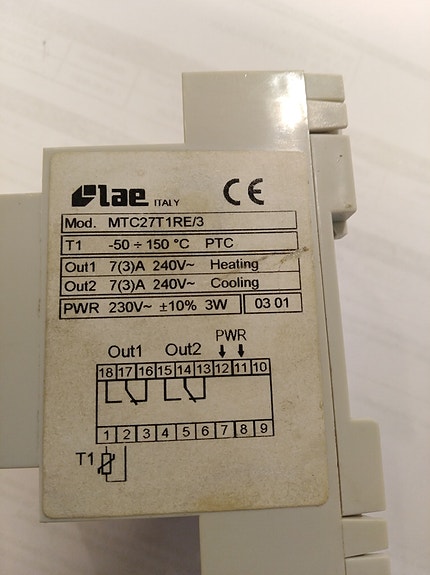 lae ITALY CE
Mod. MTC27T1RE/3
T1 -50 ÷ 150 °C PTC
Out1 7(3)A 240V~ Heating
Out2 7(3)A 240V~ Cooling
PWR 230V~ ±10% 3W 03 01
PWR
Out1 Out2
18 17 16 15 14 13 12 11 10
1 2 3 4 5 6 7 8 9
T1